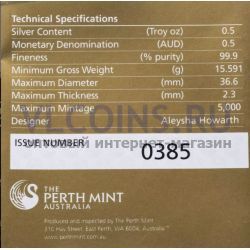 Technical Specifications
Silver Content (Troy oz) 0.5
Monetary Denomination (AUD) 0.5
Fineness (% purity) 99.9
Minimum Gross Weight (g) 15.591
Maximum Diameter (mm) 36.6
Maximum Thickness (mm) 2.3
Maximum Mintage 5,000
Designer Aleysha Howarth
COINS.RU
ISSUE NUMBER 0385
интернет-магазин
THE
PERTH MINT
AUSTRALIA
Produced and inspected by The Perth Mint
310 Hay Street, East Perth, WA 6004, Australia
www.perthmint.com